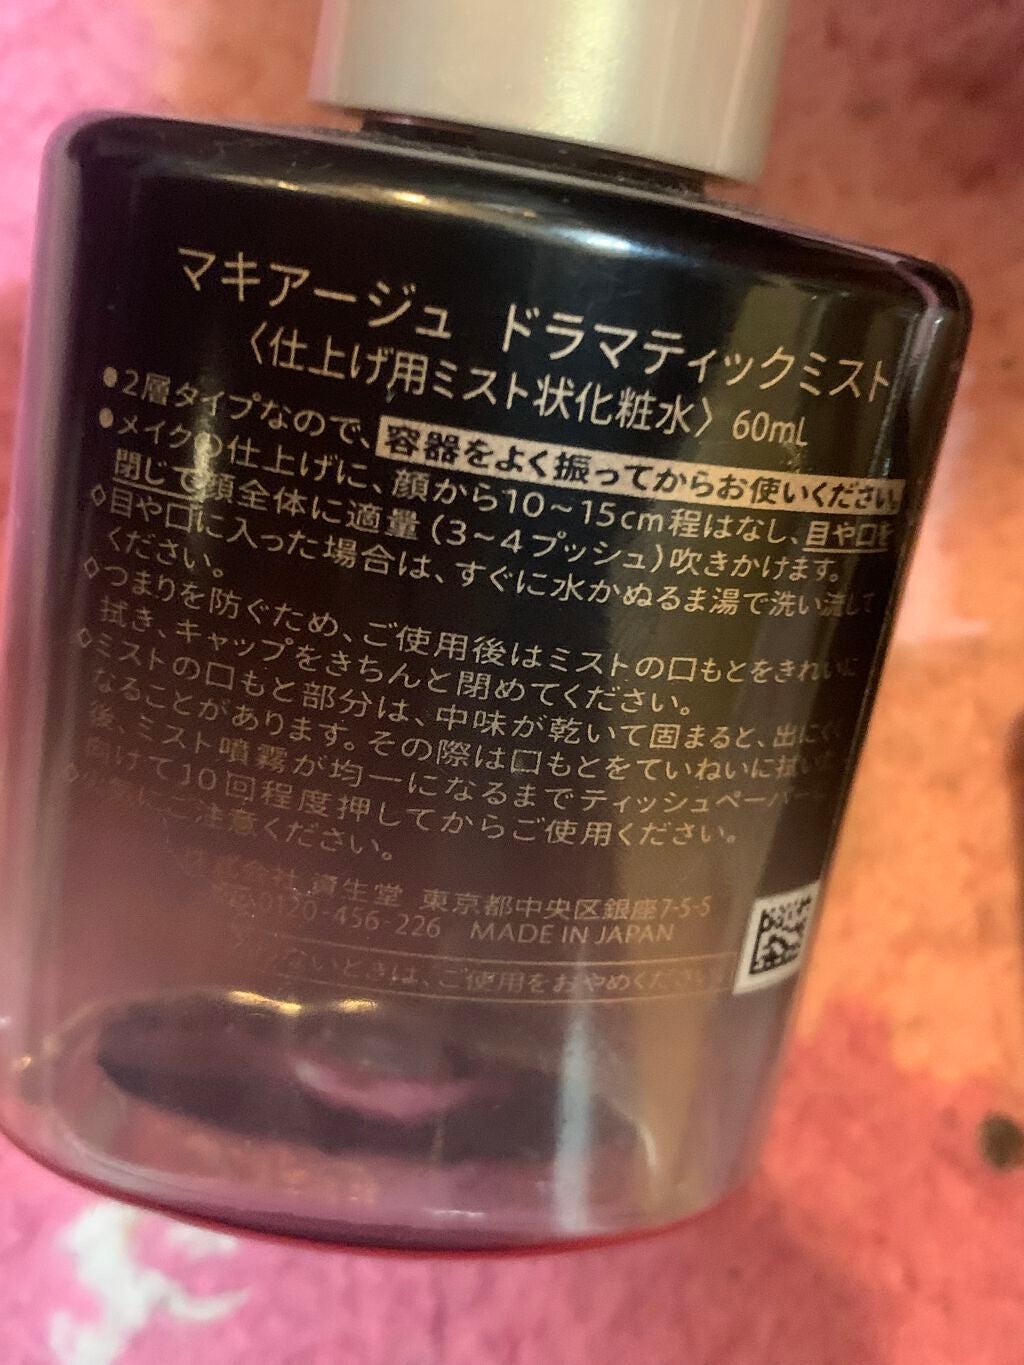 マキアージュ ドラマティックミスト
〈仕上げ用ミスト状化粧水〉60mL
●2層タイプなので、容器をよく振ってからお使いください。
●メイクの仕上げに、顔から10～15cm程はなし、目や口を
閉じて顔全体に適量（3～4プッシュ）吹きかけます。
◇目や口に入った場合は、すぐに水かぬるま湯で洗い流して
ください。
◇つまりを防ぐため、ご使用後はミストの口もとをきれいに
拭き、キャップをきちんと閉めてください。
◇ミストの口もと部分は、中味が乾いて固まると、出にくく
なることがあります。その際は口もとをていねいに拭いた
後、ミスト噴霧が均一になるまでティッシュペーパー
向けて10回程度押してからご使用ください。
にご注意ください。
株式会社 資生堂 東京都中央区銀座7-5-5
0120-456-226 MADE IN JAPAN
ないときは、ご使用をおやめください